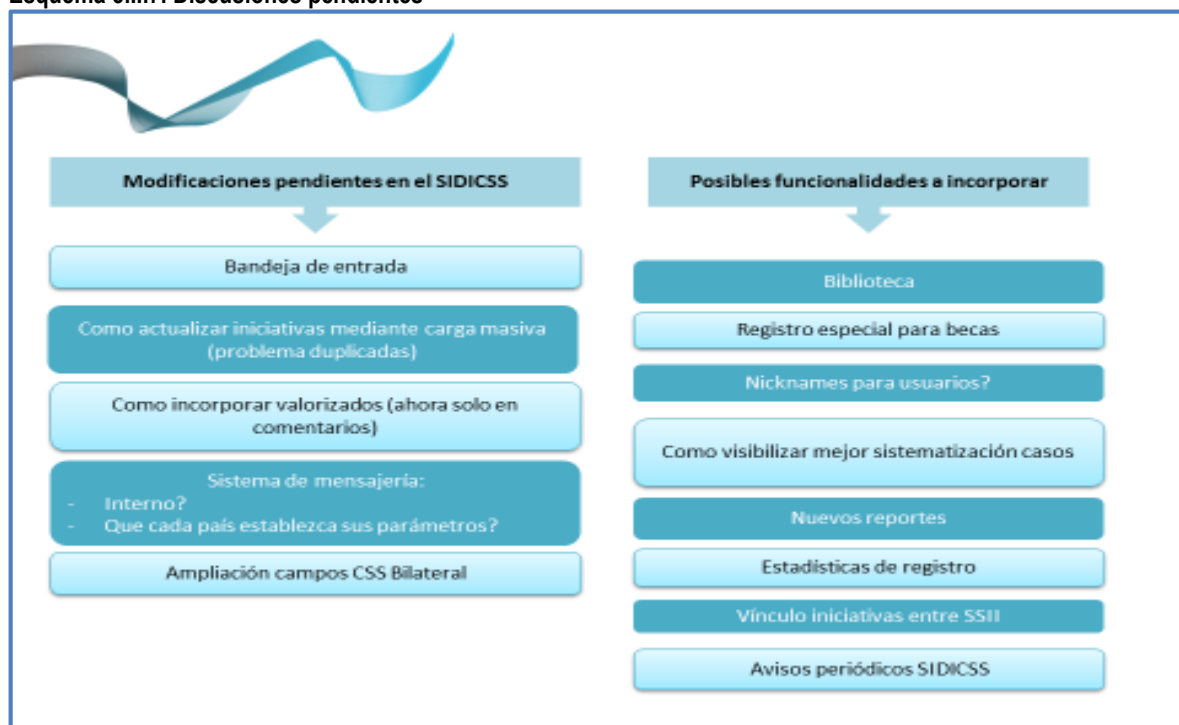 Modificaciones pendientes en el SIDICSS
Bandeja de entrada
Como actualizar iniciativas mediante carga masiva
(problema duplicadas)
Como incorporar valorizados (ahora solo en
comentarios)
Sistema de mensajería:
- Interno?
- Que cada país establezca sus parámetros?
Ampliación campos CSS Bilateral
Posibles funcionalidades a incorporar
Biblioteca
Registro especial para becas
Nicknames para usuarios?
Como visibilizar mejor sistematización casos
Nuevos reportes
Estadísticas de registro
Vínculo iniciativas entre SSII
Avisos periódicos SIDICSS